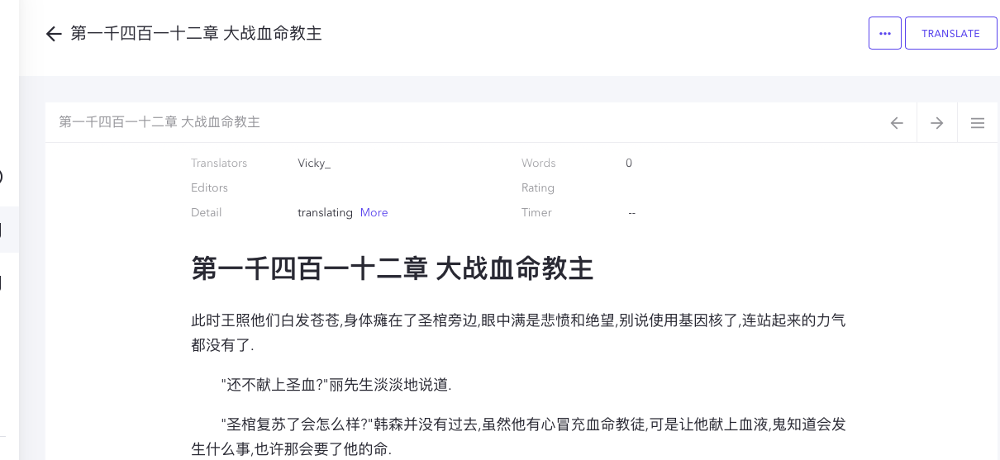 第一千四百一十二章 大战血命教主
TRANSLATE
第一千四百一十二章 大战血命教主
Translators Vicky_ Words 0
Editors Rating
Detail translating More Timer --
第一千四百一十二章 大战血命教主
此时王照他们白发苍苍,身体瘫在了圣棺旁边,眼中满是悲愤和绝望,别说使用基因核了,连站起来的力气
都没有了.
"还不献上圣血?"丽先生淡淡地说道.
"圣棺复苏了会怎么样?"韩森并没有过去,虽然他有心冒充血命教徒,可是让他献上血液,鬼知道会发
生什么事,也许那会要了他的命.